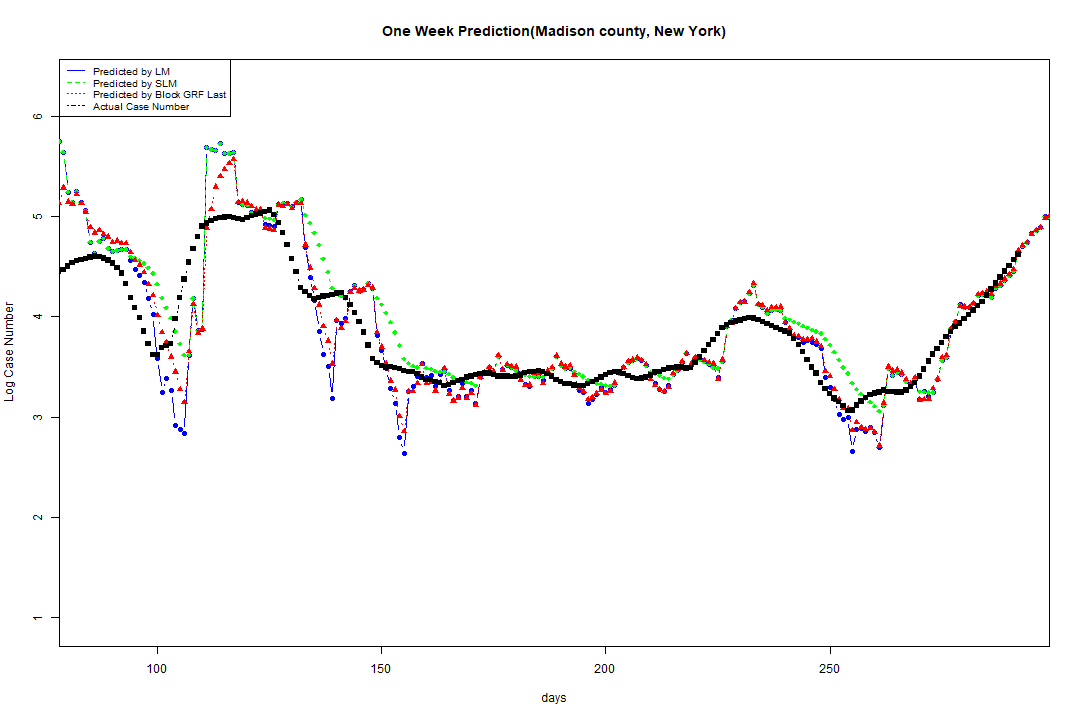 One Week Prediction(Madison county, New York)
Predicted by LM
Predicted by SLM
Predicted by Block GRF Last
Actual Case Number
6
5
4
3
2
1
Log Case Number
100 150 200 250
days